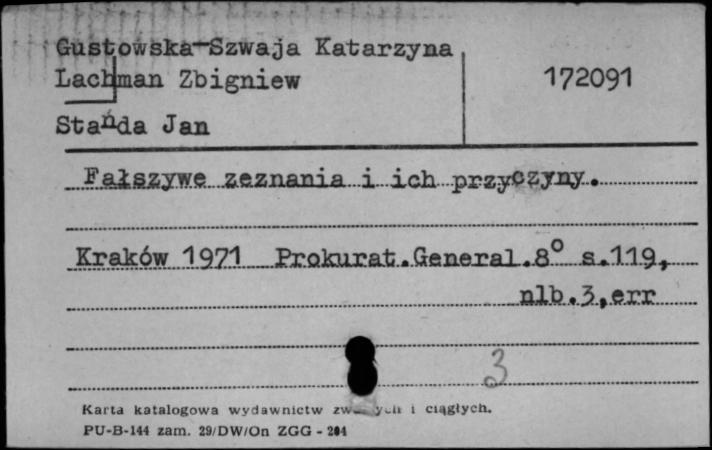 Gustowska-Szwaja Katarzyna
Lachman Zbigniew
172091
Stańda Jan
Fałszywe zeznania i ich przyczyny.
Kraków 1971 Prokurat.General.8° s.119,
nlb.3,err
3
Karta katalogowa wydawnictw i ciągłych.
PU-B-144 zam. 29/DW/On ZGG - 204